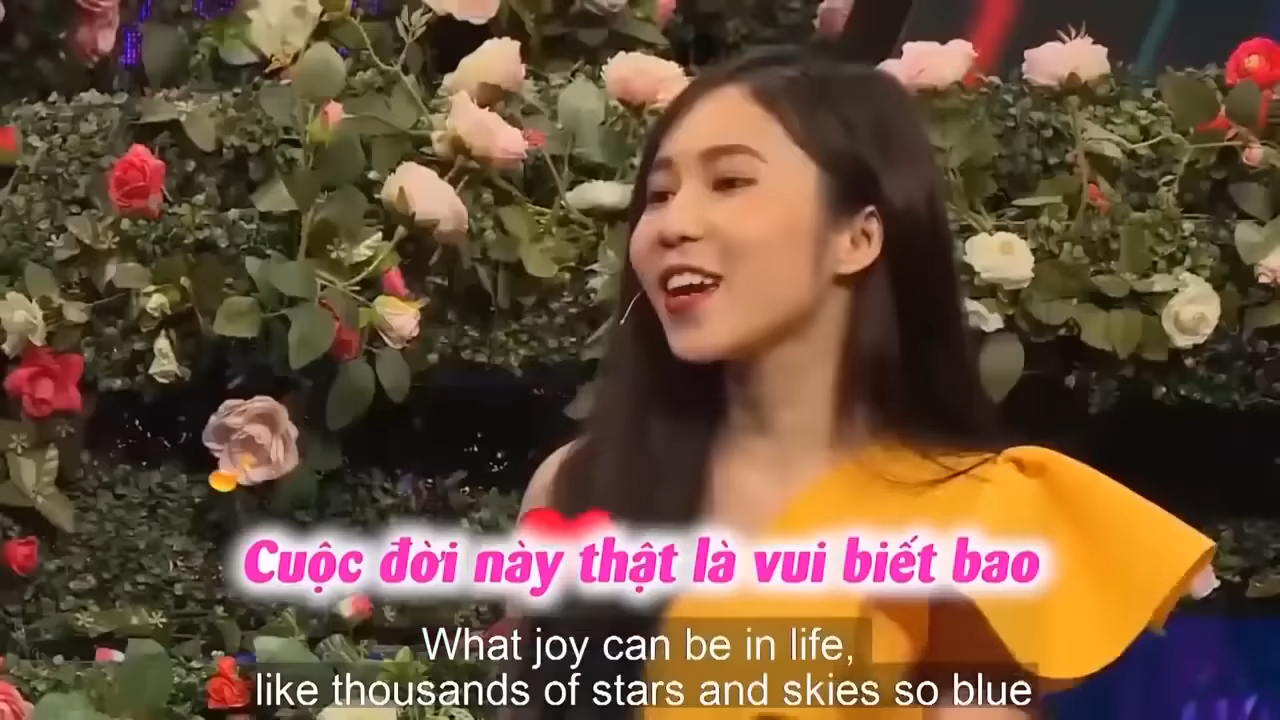 Cuộc đời này thật là vui biết bao
What joy can be in life,
like thousands of stars and skies so blue